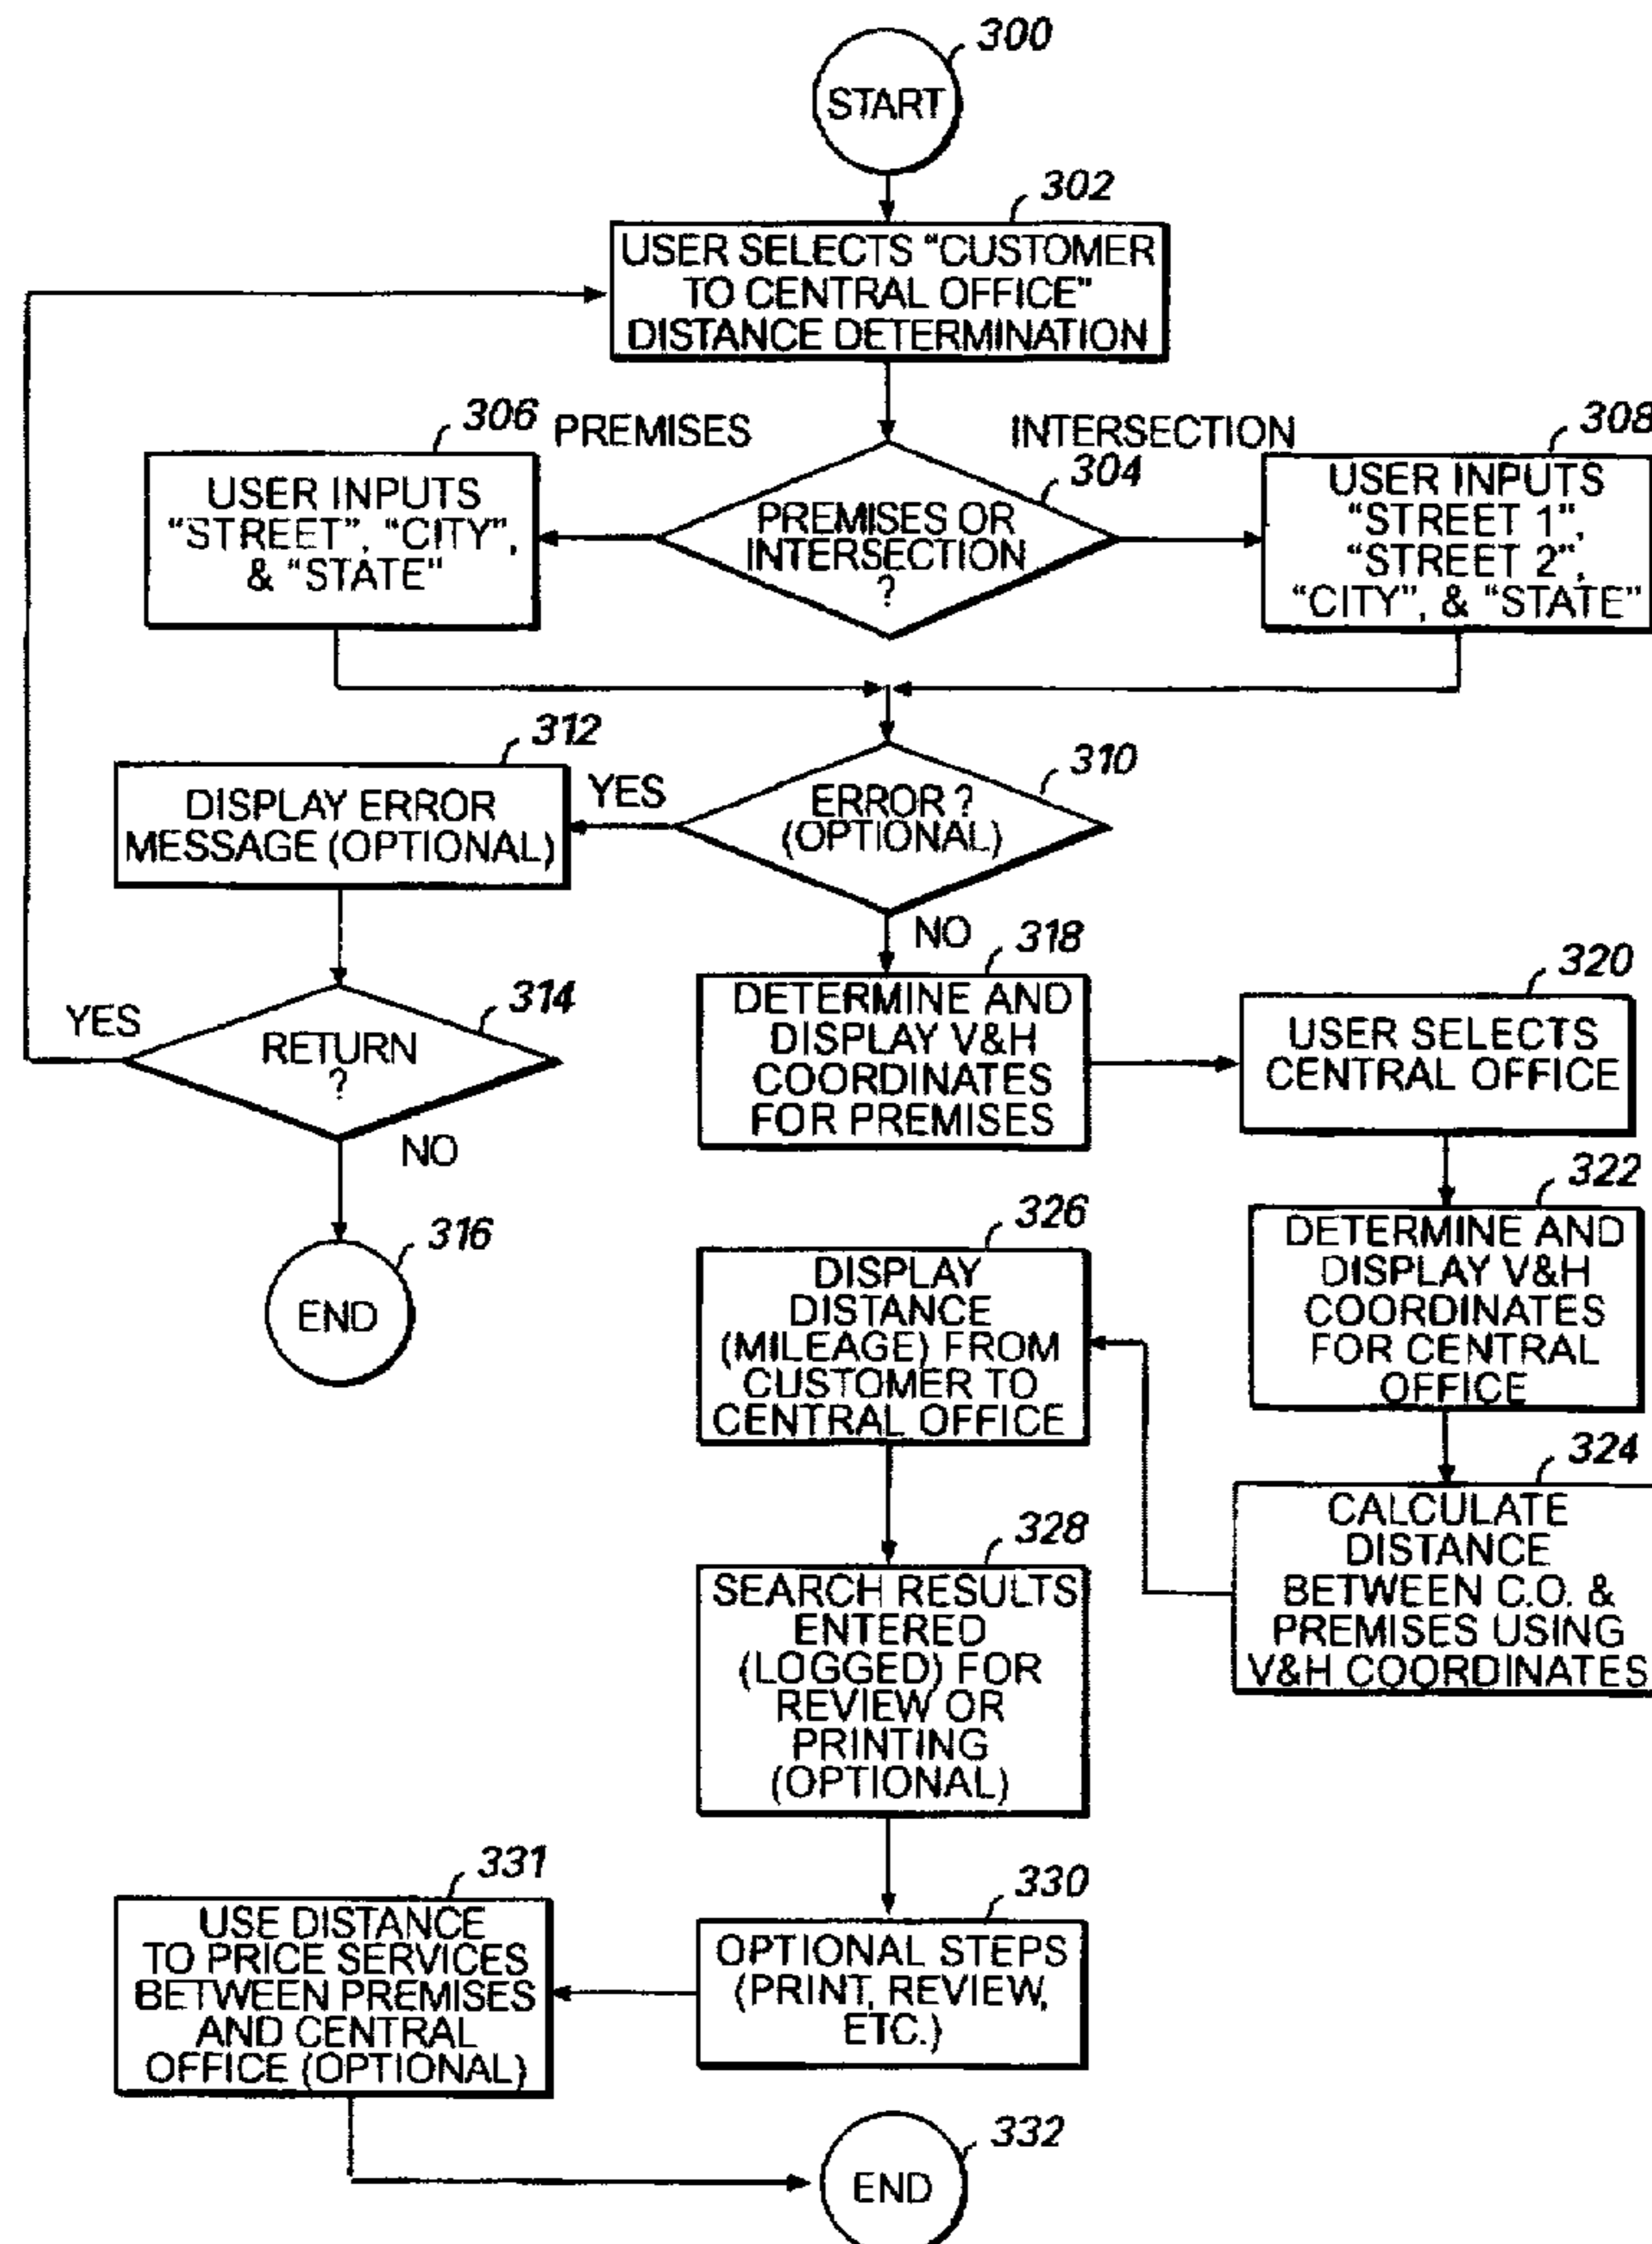 300
START
302
USER SELECTS "CUSTOMER
TO CENTRAL OFFICE"
DISTANCE DETERMINATION
306
PREMISES
INTERSECTION
308
304
USER INPUTS
"STREET", "CITY",
& "STATE"
PREMISES OR
INTERSECTION
?
USER INPUTS
"STREET 1",
"STREET 2",
"CITY", & "STATE"
312
310
DISPLAY ERROR
MESSAGE (OPTIONAL)
YES
ERROR ?
(OPTIONAL)
NO
318
314
YES
RETURN
?
NO
DETERMINE AND
DISPLAY V&H
COORDINATES
FOR PREMISES
320
USER SELECTS
CENTRAL OFFICE
322
DETERMINE AND
DISPLAY V&H
COORDINATES
FOR CENTRAL
OFFICE
316
END
326
DISPLAY
DISTANCE
(MILEAGE) FROM
CUSTOMER TO
CENTRAL OFFICE
324
CALCULATE
DISTANCE
BETWEEN C.O. &
PREMISES USING
V&H COORDINATES
328
SEARCH RESULTS
ENTERED
(LOGGED) FOR
REVIEW OR
PRINTING
(OPTIONAL)
330
OPTIONAL STEPS
(PRINT, REVIEW,
ETC.)
331
USE DISTANCE
TO PRICE SERVICES
BETWEEN PREMISES
AND CENTRAL
OFFICE (OPTIONAL)
332
END